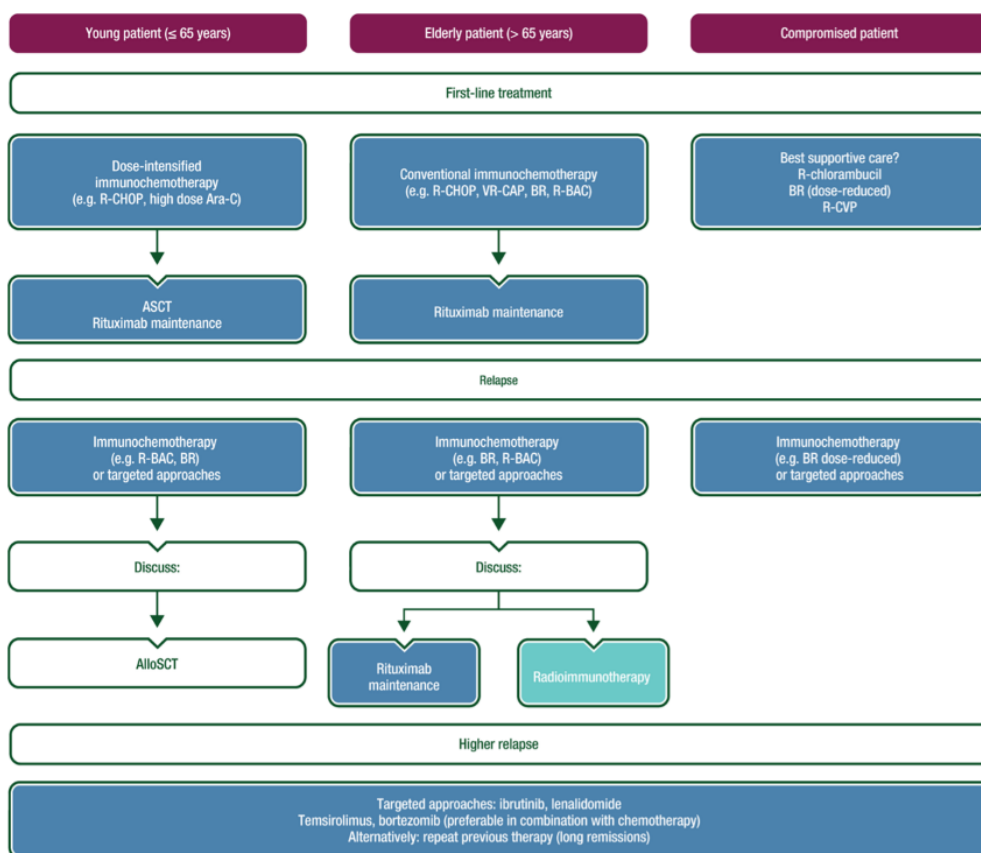 Young patient (≤ 65 years)
Elderly patient (> 65 years)
Compromised patient
First-line treatment
Dose-intensified
immunochemotherapy
(e.g. R-CHOP, high dose Ara-C)
Conventional immunochemotherapy
(e.g. R-CHOP, VR-CAP, BR, R-BAC)
Best supportive care?
R-chlorambucil
BR (dose-reduced)
R-CVP
ASCT
Rituximab maintenance
Rituximab maintenance
Relapse
Immunochemotherapy
(e.g. R-BAC, BR)
or targeted approaches
Immunochemotherapy
(e.g. BR, R-BAC)
or targeted approaches
Immunochemotherapy
(e.g. BR dose-reduced)
or targeted approaches
Discuss:
Discuss:
AlloSCT
Rituximab
maintenance
Radioimmunotherapy
Higher relapse
Targeted approaches: ibrutinib, lenalidomide
Temsirolimus, bortezomib (preferable in combination with chemotherapy)
Alternatively: repeat previous therapy (long remissions)